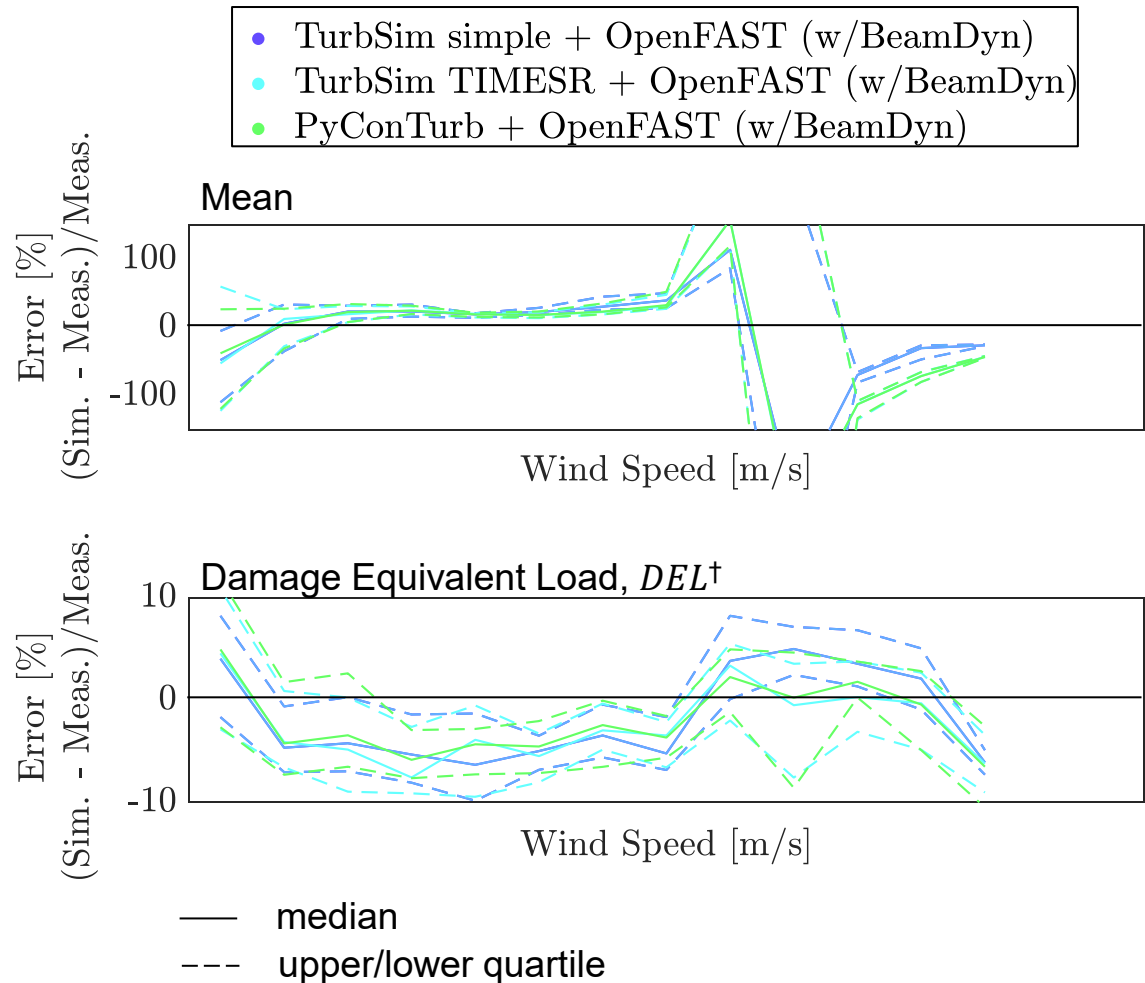 TurbSim simple + OpenFAST (w/BeamDyn)
TurbSim TIMESR + OpenFAST (w/BeamDyn)
PyConTurb + OpenFAST (w/BeamDyn)
Mean
Error [%]
(Sim. - Meas.)/Meas.
100
0
-100
Wind Speed [m/s]
Damage Equivalent Load, DEL†
Error [%]
(Sim. - Meas.)/Meas.
10
0
-10
Wind Speed [m/s]
median
upper/lower quartile